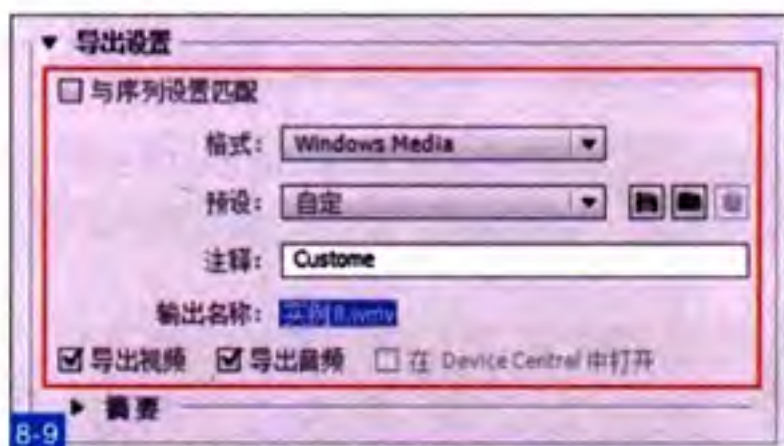 导出设置
与序列设置匹配
格式: Windows Media
预设: 自定
注释: Custome
输出名称: 实例8.wmv
导出视频 导出音频 在 Device Central 中打开
摘要
8-9